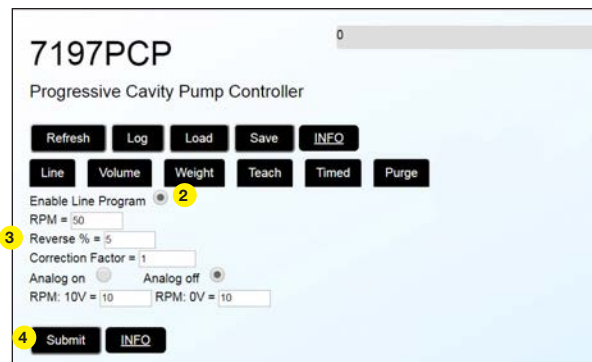 0
7197PCP
Progressive Cavity Pump Controller
Refresh Log Load Save INFO
Line Volume Weight Teach Timed Purge
Enable Line Program 2
RPM = 50
3 Reverse % = 5
Correction Factor = 1
Analog on Analog off
RPM: 10V = 10 RPM: 0V = 10
4 Submit INFO